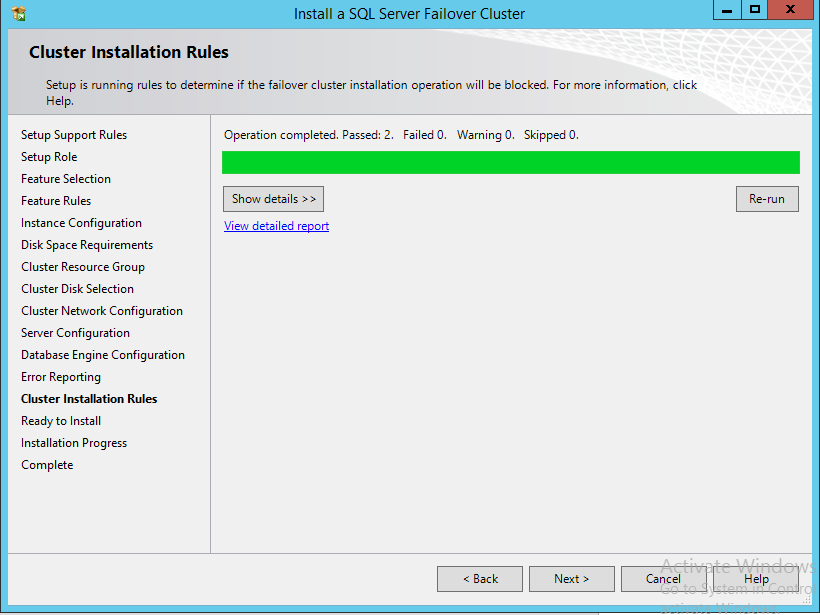 Install a SQL Server Failover Cluster
Cluster Installation Rules
Setup is running rules to determine if the failover cluster installation operation will be blocked. For more information, click
Help.
Setup Support Rules
Setup Role
Feature Selection
Feature Rules
Instance Configuration
Disk Space Requirements
Cluster Resource Group
Cluster Disk Selection
Cluster Network Configuration
Server Configuration
Database Engine Configuration
Error Reporting
Cluster Installation Rules
Ready to Install
Installation Progress
Complete
Operation completed. Passed: 2.   Failed 0.   Warning 0.   Skipped 0.
Show details >>
Re-run
View detailed report
< Back
Next >
Cancel
Help
Activate Windows
Go to System in Contro